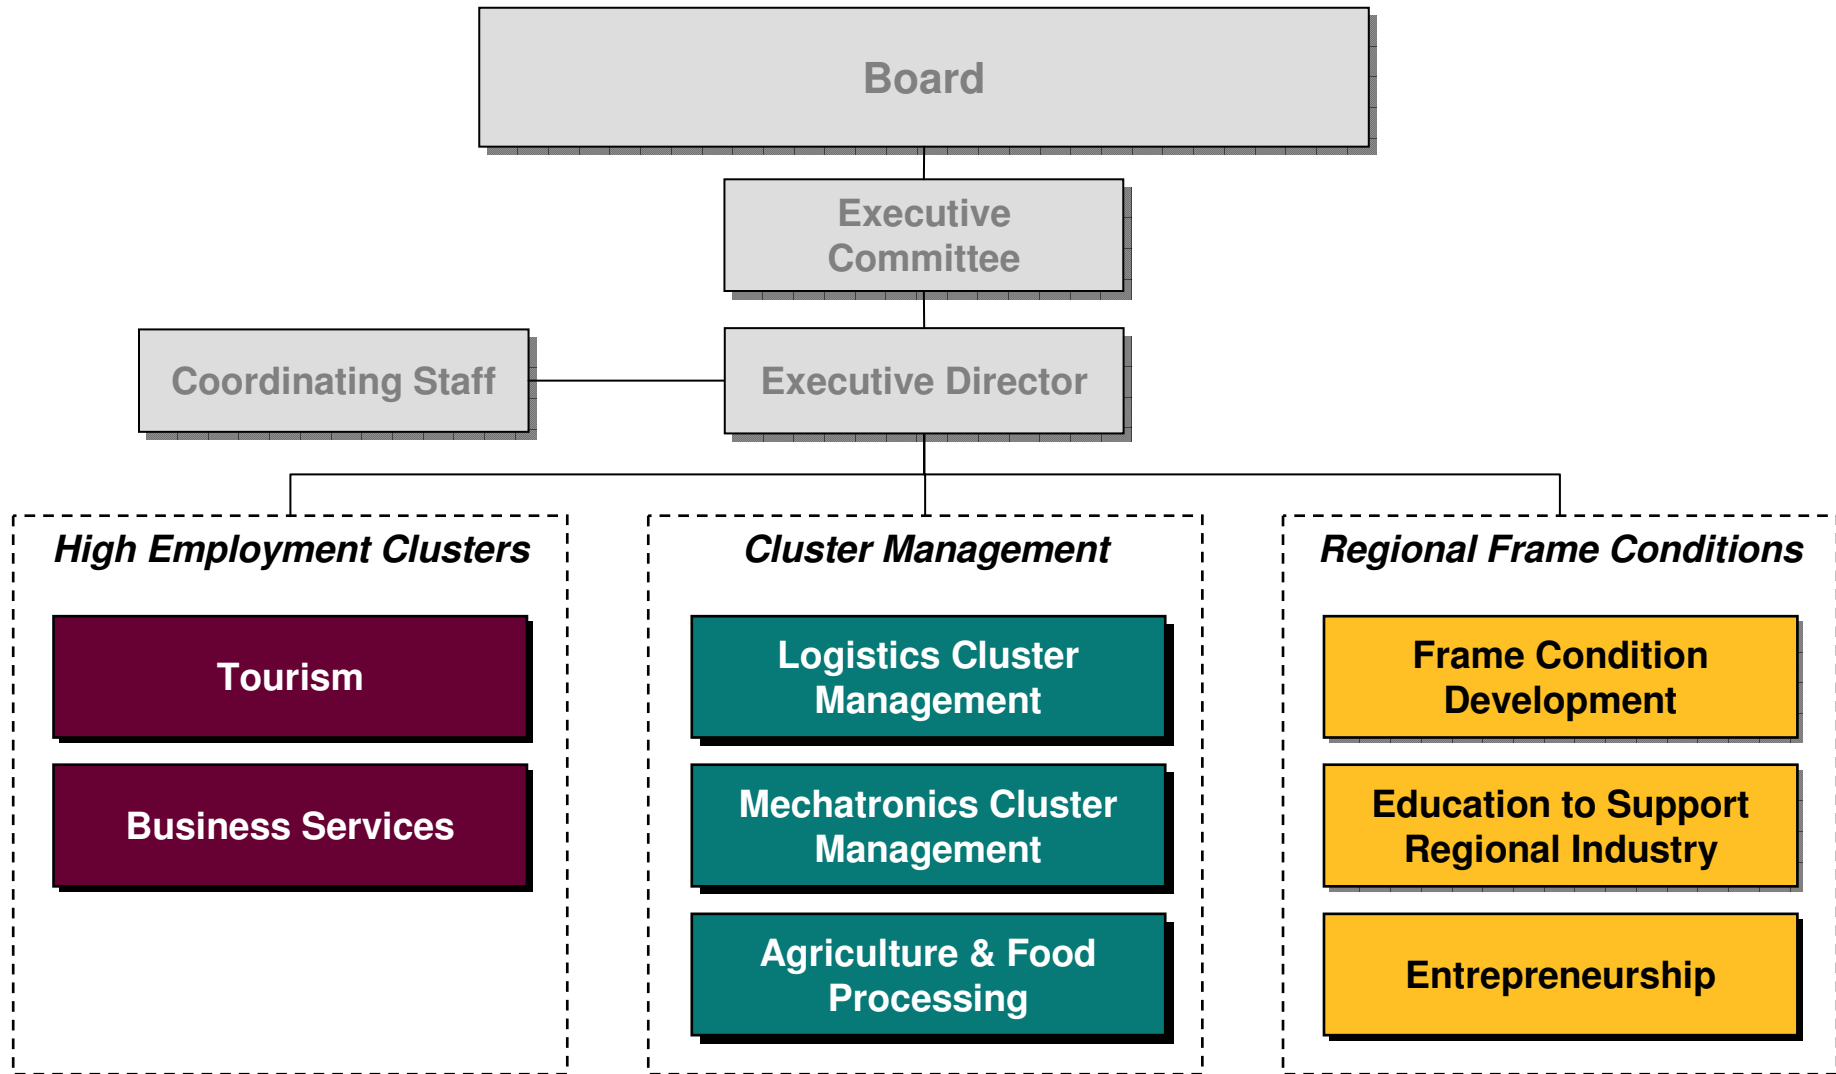 Board
Executive
Committee
Coordinating Staff
Executive Director
High Employment Clusters
Tourism
Business Services
Cluster Management
Logistics Cluster
Management
Mechatronics Cluster
Management
Agriculture & Food
Processing
Regional Frame Conditions
Frame Condition
Development
Education to Support
Regional Industry
Entrepreneurship